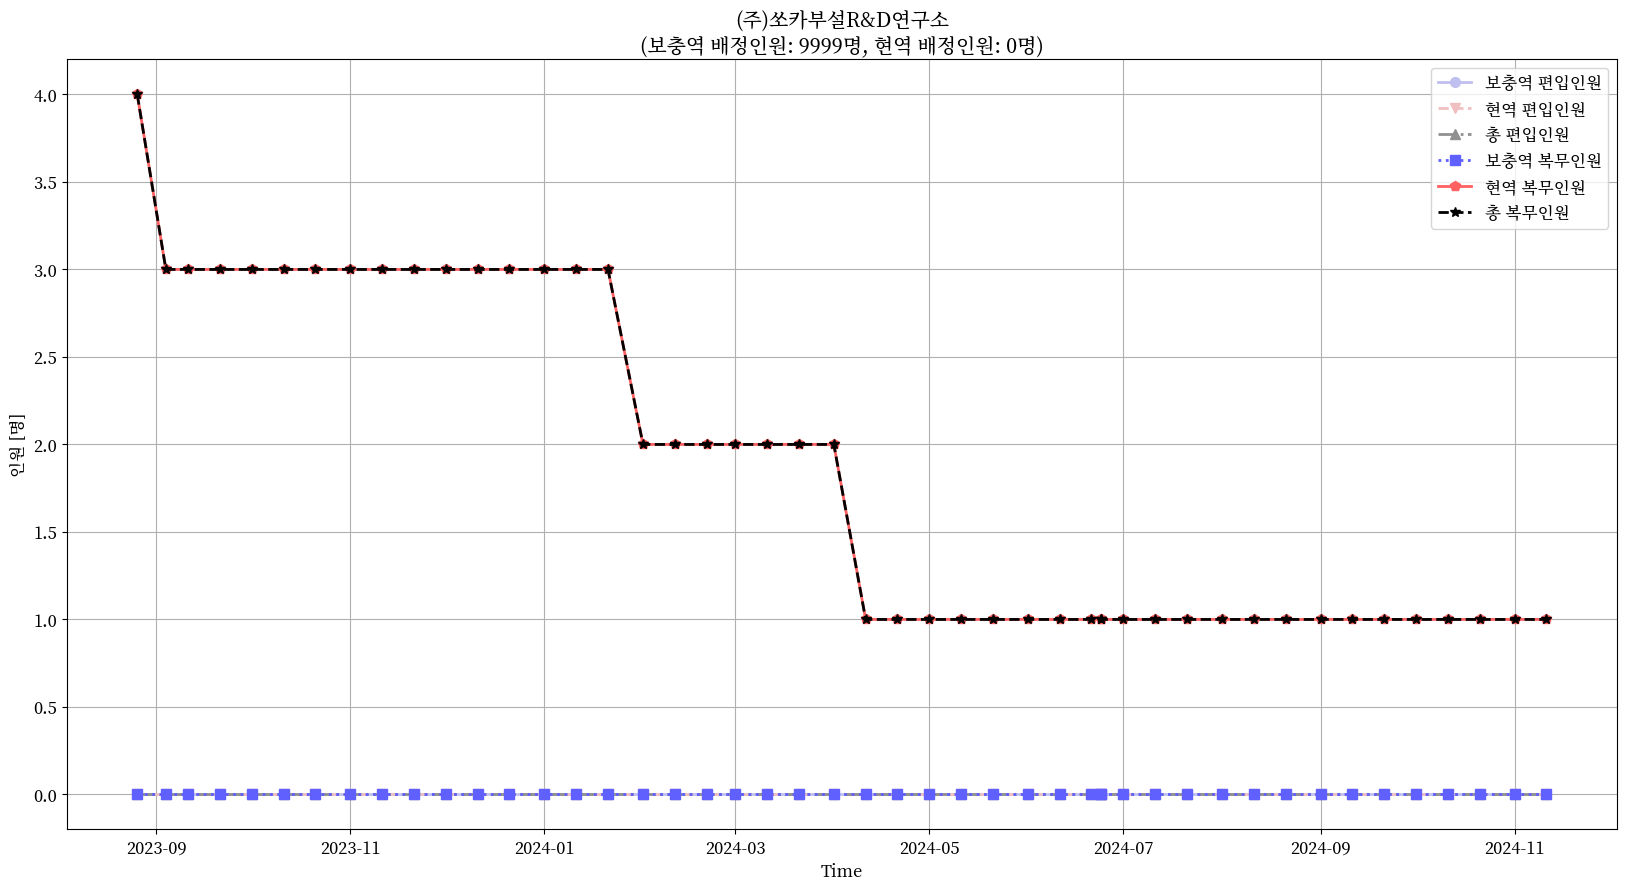 (주)쏘카부설R&D연구소
(보충역 배정인원: 9999명, 현역 배정인원: 0명)
보충역 편입인원
현역 편입인원
총 편입인원
보충역 복무인원
현역 복무인원
총 복무인원
4.0
3.5
3.0
2.5
2.0
1.5
1.0
0.5
0.0
인원 [명]
2023-09
2023-11
2024-01
2024-03
2024-05
2024-07
2024-09
2024-11
Time